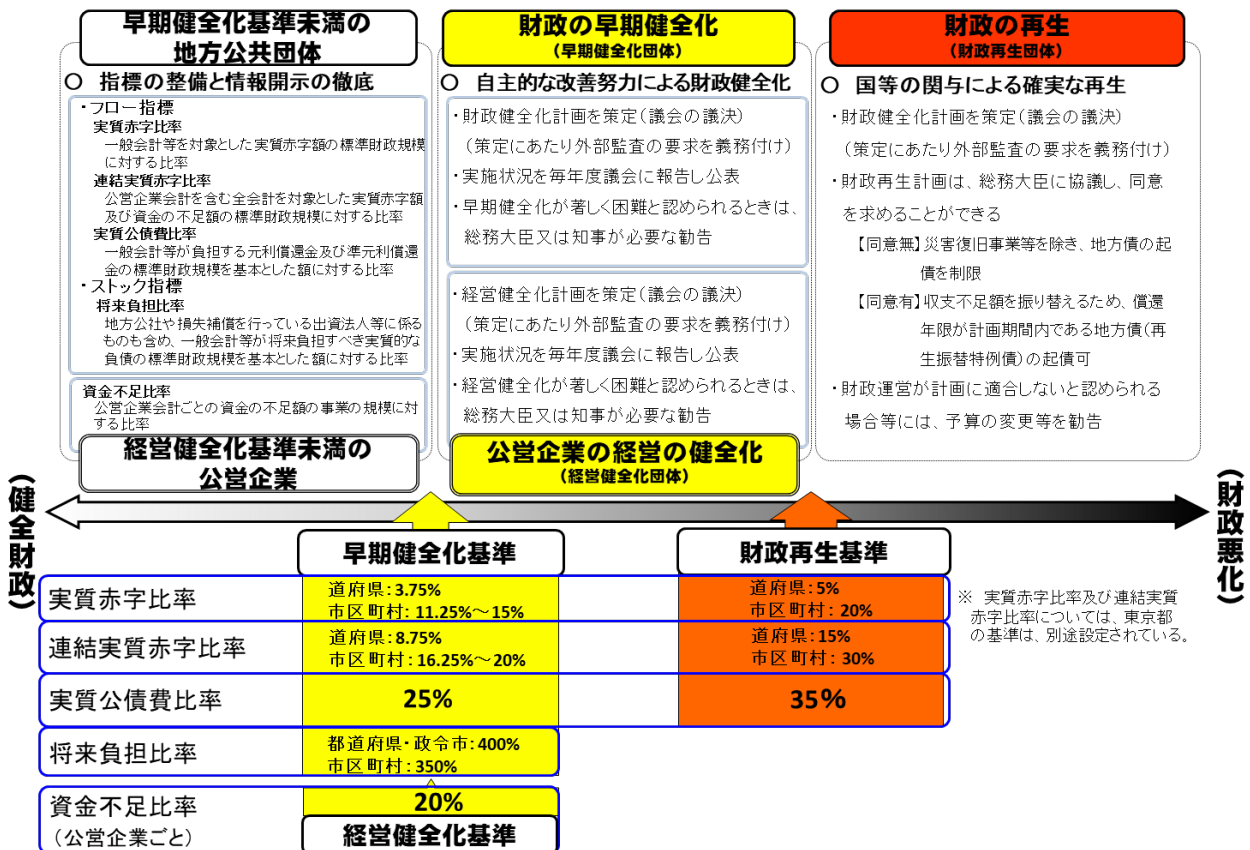 早期健全化基準未満の
地方公共団体
○ 指標の整備と情報開示の徹底
・フロー指標
実質赤字比率
一般会計等を対象とした実質赤字額の標準財政規模
に対する比率
連結実質赤字比率
公営企業会計を含む全会計を対象とした実質赤字額
及び資金の不足額の標準財政規模に対する比率
実質公債費比率
一般会計等が負担する元利償還金及び準元利償還
金の標準財政規模を基本とした額に対する比率
・ストック指標
将来負担比率
地方公社や損失補償を行っている出資法人等に係る
ものも含め、一般会計等が将来負担すべき実質的な
負債の標準財政規模を基本とした額に対する比率
資金不足比率
公営企業会計ごとの資金の不足額の事業の規模に対
する比率
経営健全化基準未満の
公営企業
財政の早期健全化
（早期健全化団体）
○ 自主的な改善努力による財政健全化
・財政健全化計画を策定（議会の議決）
（策定にあたり外部監査の要求を義務付け）
・実施状況を毎年度議会に報告し公表
・早期健全化が著しく困難と認められるときは、
総務大臣又は知事が必要な勧告
・経営健全化計画を策定（議会の議決）
（策定にあたり外部監査の要求を義務付け）
・実施状況を毎年度議会に報告し公表
・経営健全化が著しく困難と認められるときは、
総務大臣又は知事が必要な勧告
公営企業の経営の健全化
（経営健全化団体）
財政の再生
（財政再生団体）
○ 国等の関与による確実な再生
・財政健全化計画を策定（議会の議決）
（策定にあたり外部監査の要求を義務付け）
・財政再生計画は、総務大臣に協議し、同意
を求めることができる
【同意無】災害復旧事業等を除き、地方債の起
債を制限
【同意有】収支不足額を振り替えるため、償還
年限が計画期間内である地方債（再
生振替特例債）の起債可
・財政運営が計画に適合しないと認められる
場合等には、予算の変更等を勧告
（健全財政）
（財政悪化）
早期健全化基準
財政再生基準
実質赤字比率
道府県：3.75%
市区町村：11.25%～15%
道府県：5%
市区町村：20%
連結実質赤字比率
道府県：8.75%
市区町村：16.25%～20%
道府県：15%
市区町村：30%
実質公債費比率
25%
35%
将来負担比率
都道府県・政令市：400%
市区町村：350%
資金不足比率
（公営企業ごと）
20%
経営健全化基準
※ 実質赤字比率及び連結実質
赤字比率については、東京都
の基準は、別途設定されている。